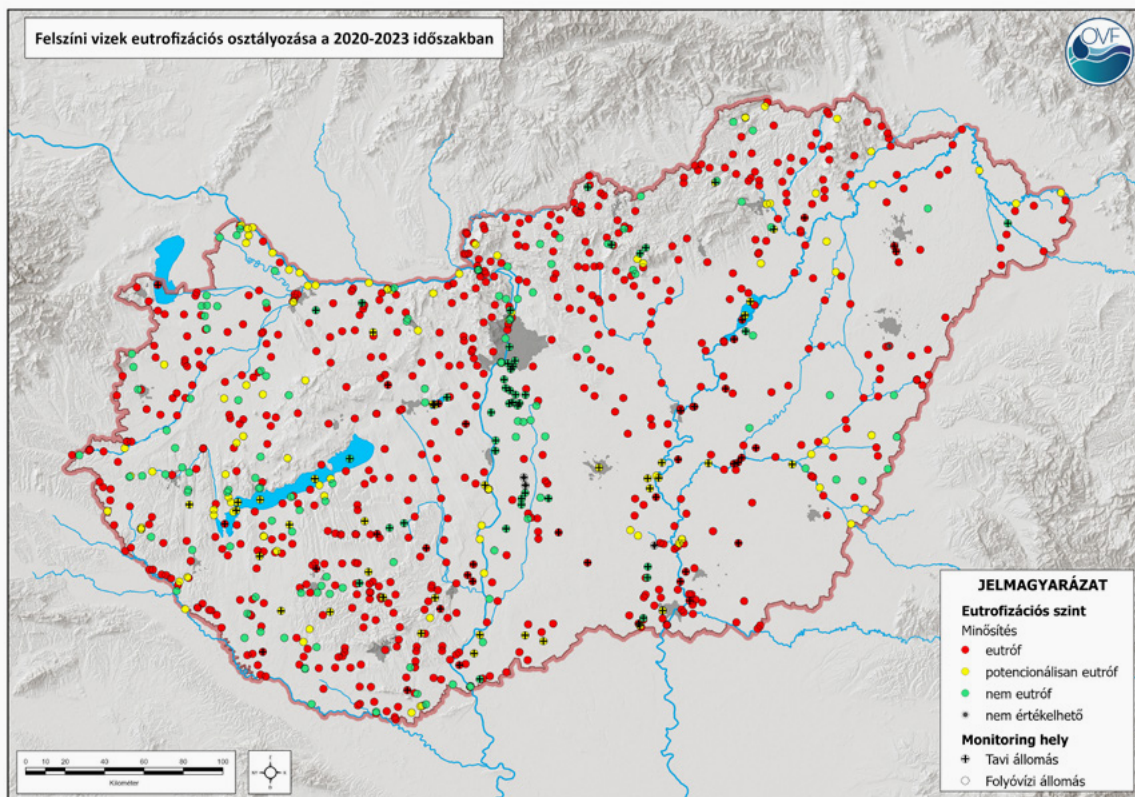 Felszíni vizek eutrofizációs osztályozása a 2020-2023 időszakban
OVF
JELMAGYARÁZAT
Eutrofizációs szint
Minősítés
eutróf
potencionálisan eutróf
nem eutróf
nem értékelhető
Monitoring hely
Tavi állomás
Folyóvízi állomás
0 10 20 40 60 80 100
Kilométer